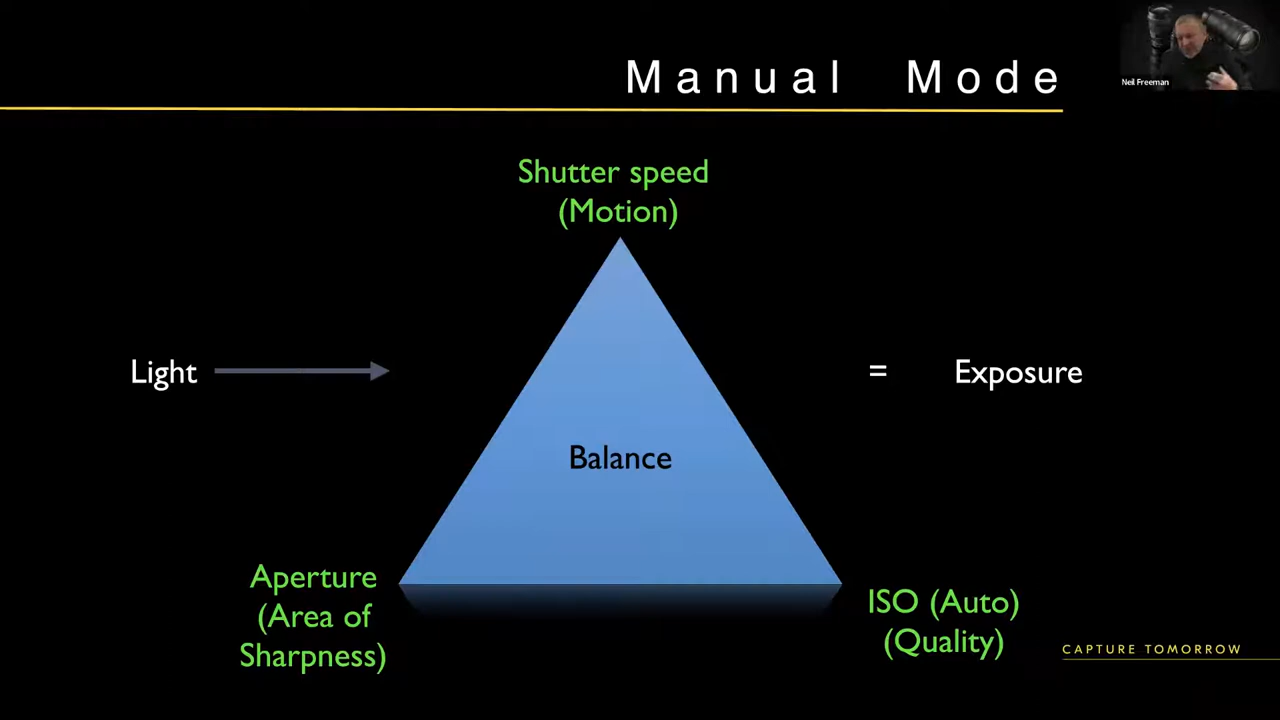 Manual Mode
Neil Freeman
Shutter speed
(Motion)
Light
=
Exposure
Balance
Aperture
(Area of
Sharpness)
ISO (Auto)
(Quality)
CAPTURE TOMORROW